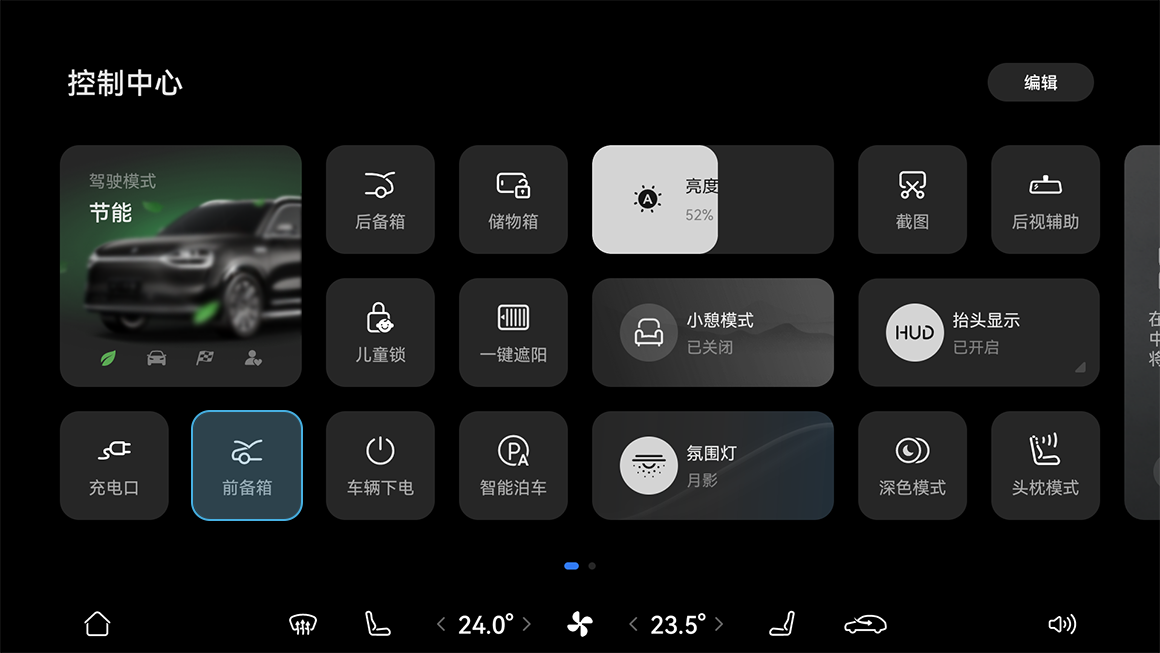 控制中心
编辑
驾驶模式
节能
后备箱
储物箱
A
亮度
52%
截图
后视辅助
儿童锁
一键遮阳
小憩模式
已关闭
HUD
抬头显示
已开启
在
中
将
充电口
前备箱
车辆下电
PA
智能泊车
氛围灯
月影
深色模式
头枕模式
24.0°
23.5°